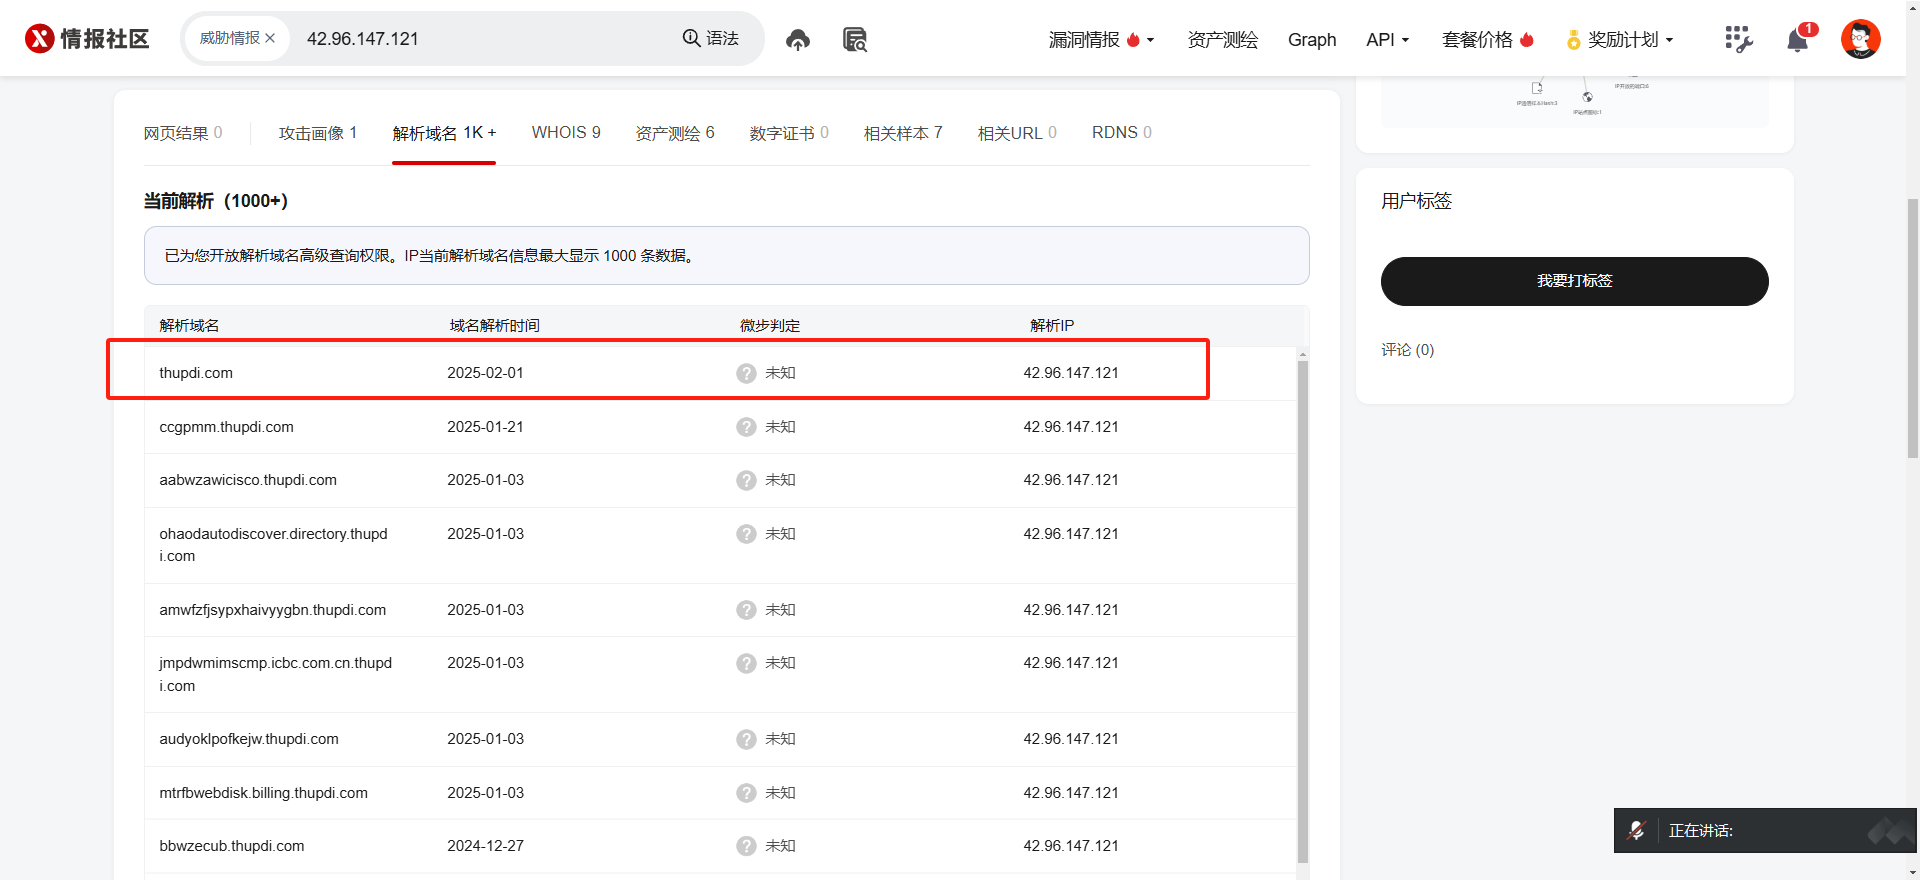 情报社区
威胁情报 ×
42.96.147.121
语法
漏洞情报
资产测绘
Graph
API
套餐价格
奖励计划
1
网页结果 0
攻击画像 1
解析域名 1K +
WHOIS 9
资产测绘 6
数字证书 0
相关样本 7
相关URL 0
RDNS 0
当前解析（1000+）
已为您开放解析域名高级查询权限。IP当前解析域名信息最大显示 1000 条数据。
解析域名 域名解析时间 微步判定 解析IP
thupdi.com 2025-02-01 ? 未知 42.96.147.121
ccgpmm.thupdi.com 2025-01-21 ? 未知 42.96.147.121
aabwzawicisco.thupdi.com 2025-01-03 ? 未知 42.96.147.121
ohaodautodiscover.directory.thupd 2025-01-03 ? 未知 42.96.147.121
i.com
amwfzfjsypxhaivyygbn.thupdi.com 2025-01-03 ? 未知 42.96.147.121
jmpdwmimscmp.icbc.com.cn.thupd 2025-01-03 ? 未知 42.96.147.121
i.com
audyoklpofkejw.thupdi.com 2025-01-03 ? 未知 42.96.147.121
mtrfbwebdisk.billing.thupdi.com 2025-01-03 ? 未知 42.96.147.121
bbwzecub.thupdi.com 2024-12-27 ? 未知 42.96.147.121
用户标签
我要打标签
评论 (0)
正在讲话: